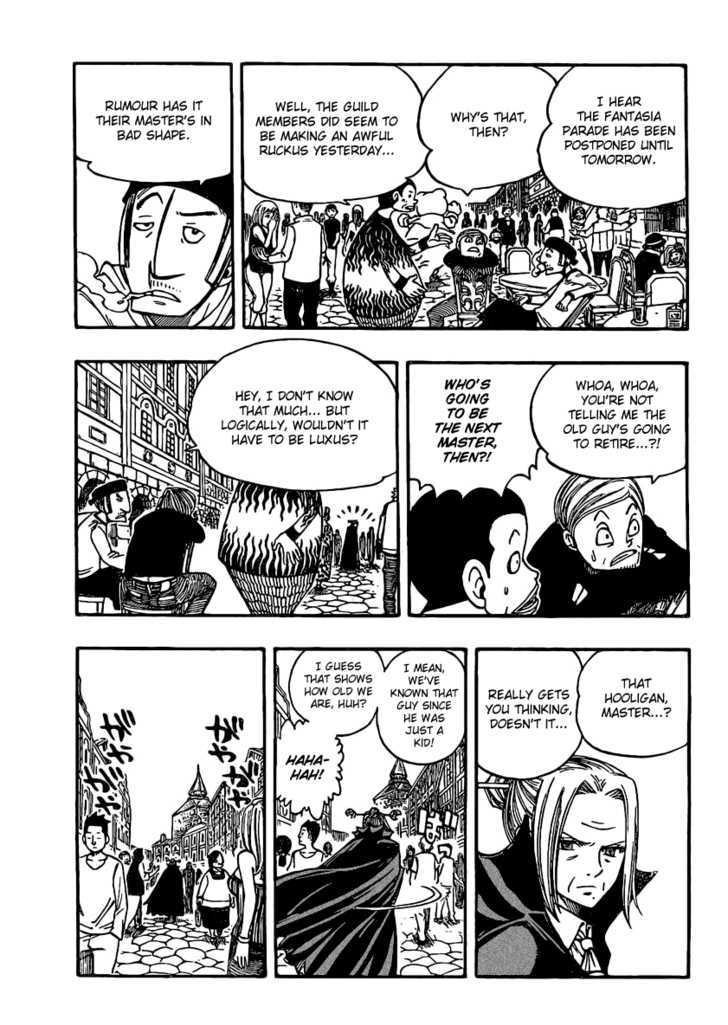 I HEAR
THE FANTASIA
PARADE HAS BEEN
POSTPONED UNTIL
TOMORROW.
WHY'S THAT,
THEN?
WELL, THE GUILD
MEMBERS DID SEEM TO
BE MAKING AN AWFUL
RUCKUS YESTERDAY...
RUMOUR HAS IT
THEIR MASTER'S IN
BAD SHAPE.
WHOA, WHOA,
YOU'RE NOT
TELLING ME THE
OLD GUY'S GOING
TO RETIRE...?!
WHO'S
GOING
TO BE
THE NEXT
MASTER,
THEN?!
HEY, I DON'T KNOW
THAT MUCH... BUT
LOGICALLY, WOULDN'T IT
HAVE TO BE LUXUS?
THAT
HOOLIGAN,
MASTER...?
REALLY GETS
YOU THINKING,
DOESN'T IT...
I MEAN,
WE'VE
KNOWN THAT
GUY SINCE
HE WAS
JUST A
KID!
I GUESS
THAT SHOWS
HOW OLD WE
ARE, HUH?
HAHA-
HAH!